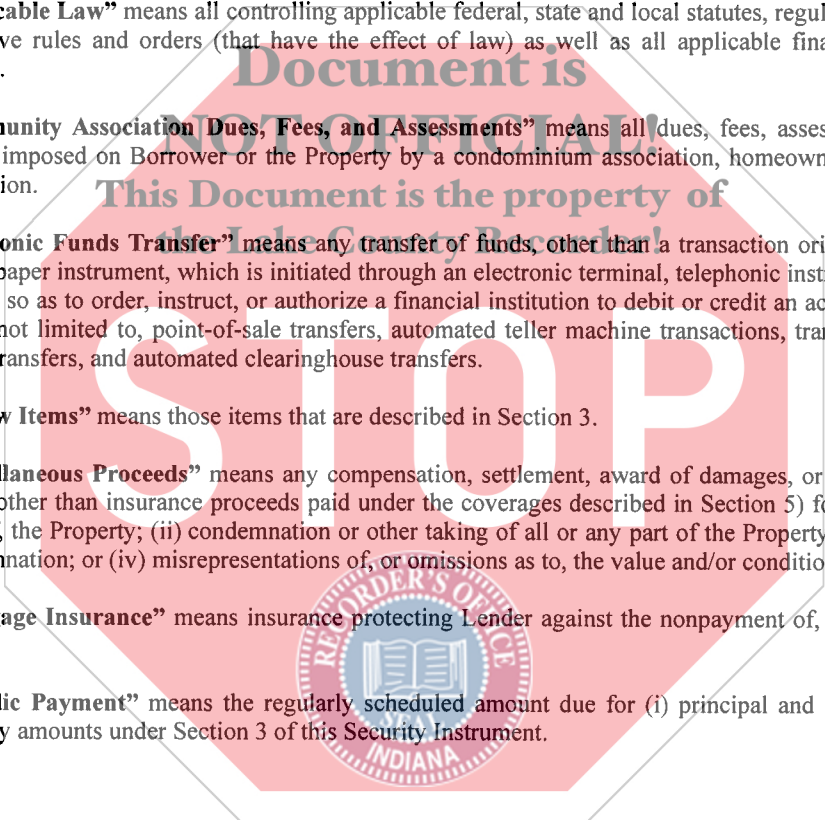 cable Law” means all controlling applicable federal, state and local statutes, regul
ve rules and orders (that have the effect of law) as well as all applicable fina
.
Document is
NOT OFFICIAL!
unity Association Dues, Fees, and Assessments” means all dues, fees, asses
imposed on Borrower or the Property by a condominium association, homeown
ion.
This Document is the property of
the Lake County Recorder!
onic Funds Transfer” means any transfer of funds, other than a transaction ori
paper instrument, which is initiated through an electronic terminal, telephonic inst
so as to order, instruct, or authorize a financial institution to debit or credit an ac
not limited to, point-of-sale transfers, automated teller machine transactions, tra
ransfers, and automated clearinghouse transfers.
STOP
w Items” means those items that are described in Section 3.
llaneous Proceeds” means any compensation, settlement, award of damages, or
other than insurance proceeds paid under the coverages described in Section 5) fo
, the Property; (ii) condemnation or other taking of all or any part of the Property
nation; or (iv) misrepresentations of, or omissions as to, the value and/or conditio
age Insurance” means insurance protecting Lender against the nonpayment of,
RECORDER'S OFFICE
SEAL
INDIANA
ic Payment” means the regularly scheduled amount due for (i) principal and
y amounts under Section 3 of this Security Instrument.